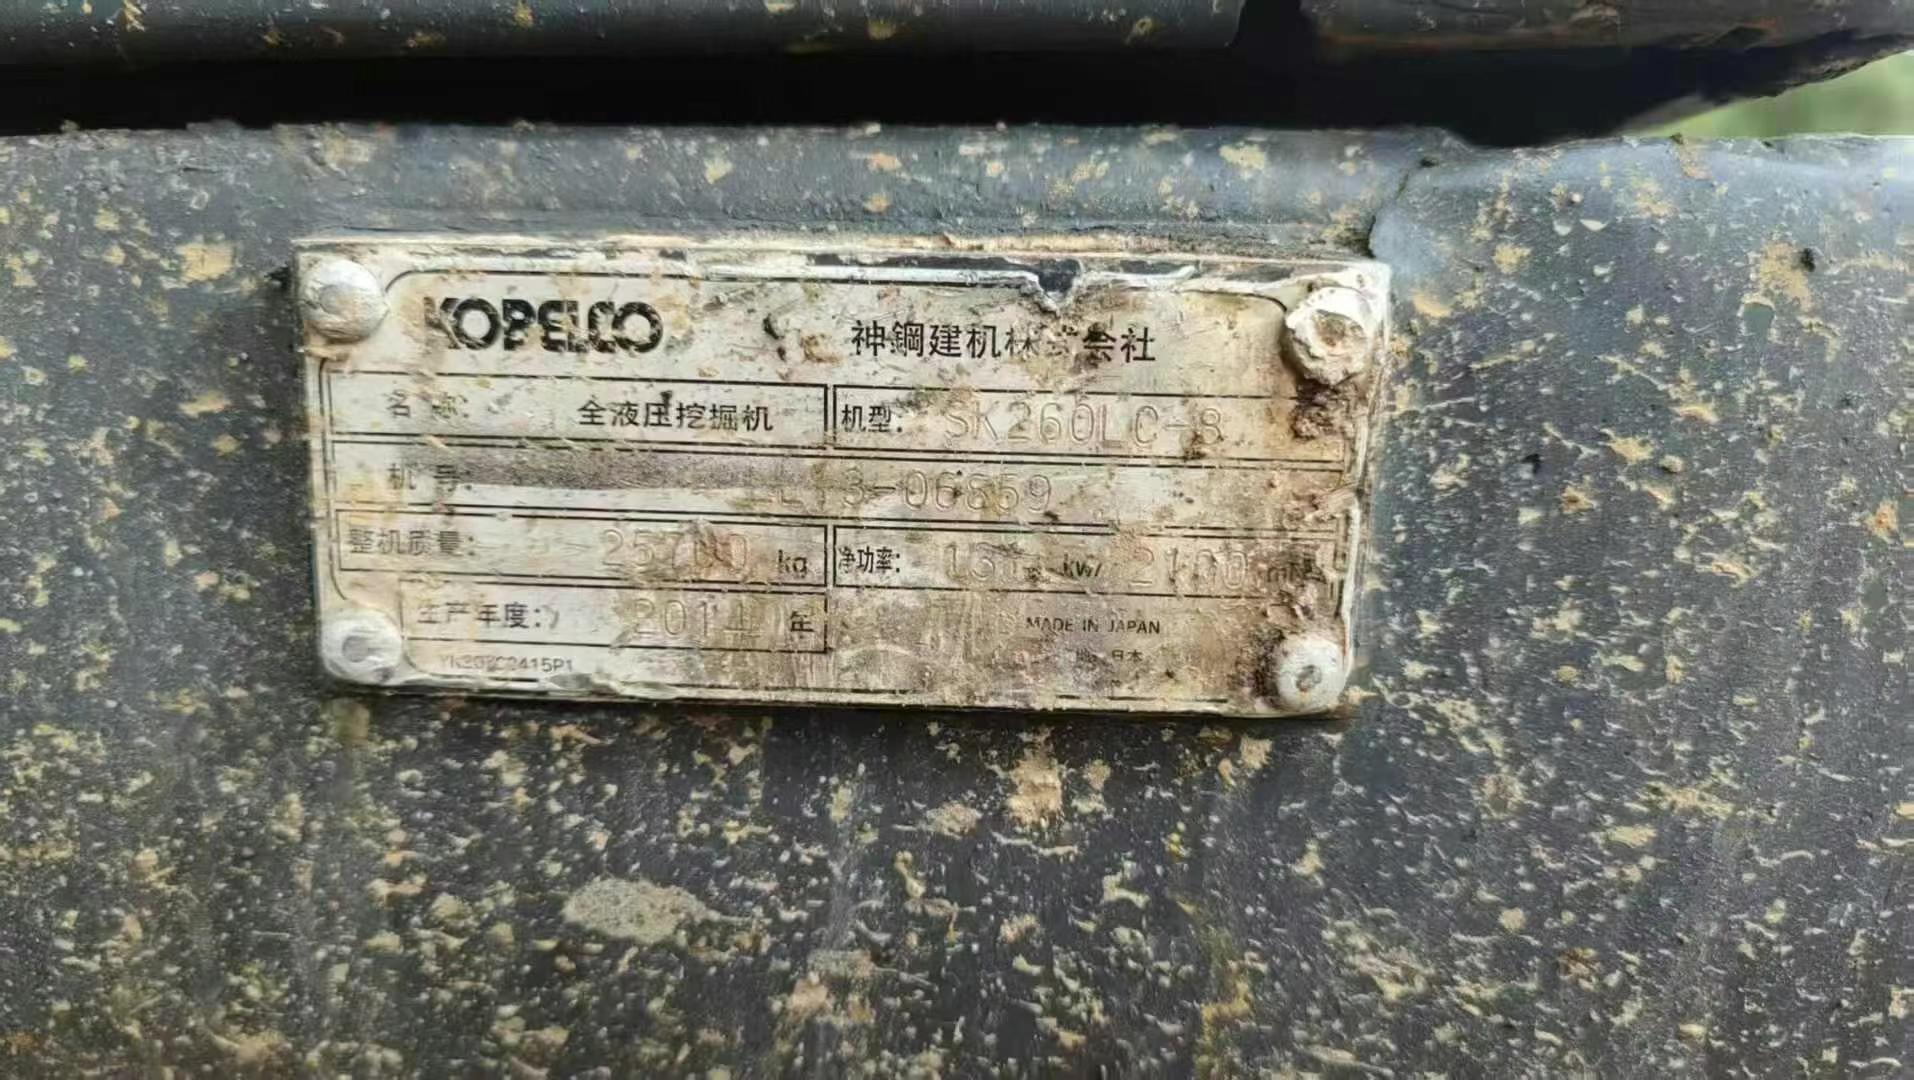 KOBELCO 神鋼建机株式会社
名称: 全液压挖掘机 机型: SK260LC-8
机号: 3-06859
整机质量: kg 净功率: kW/ 2100
生产年度: 2014 年 MADE IN JAPAN
日本